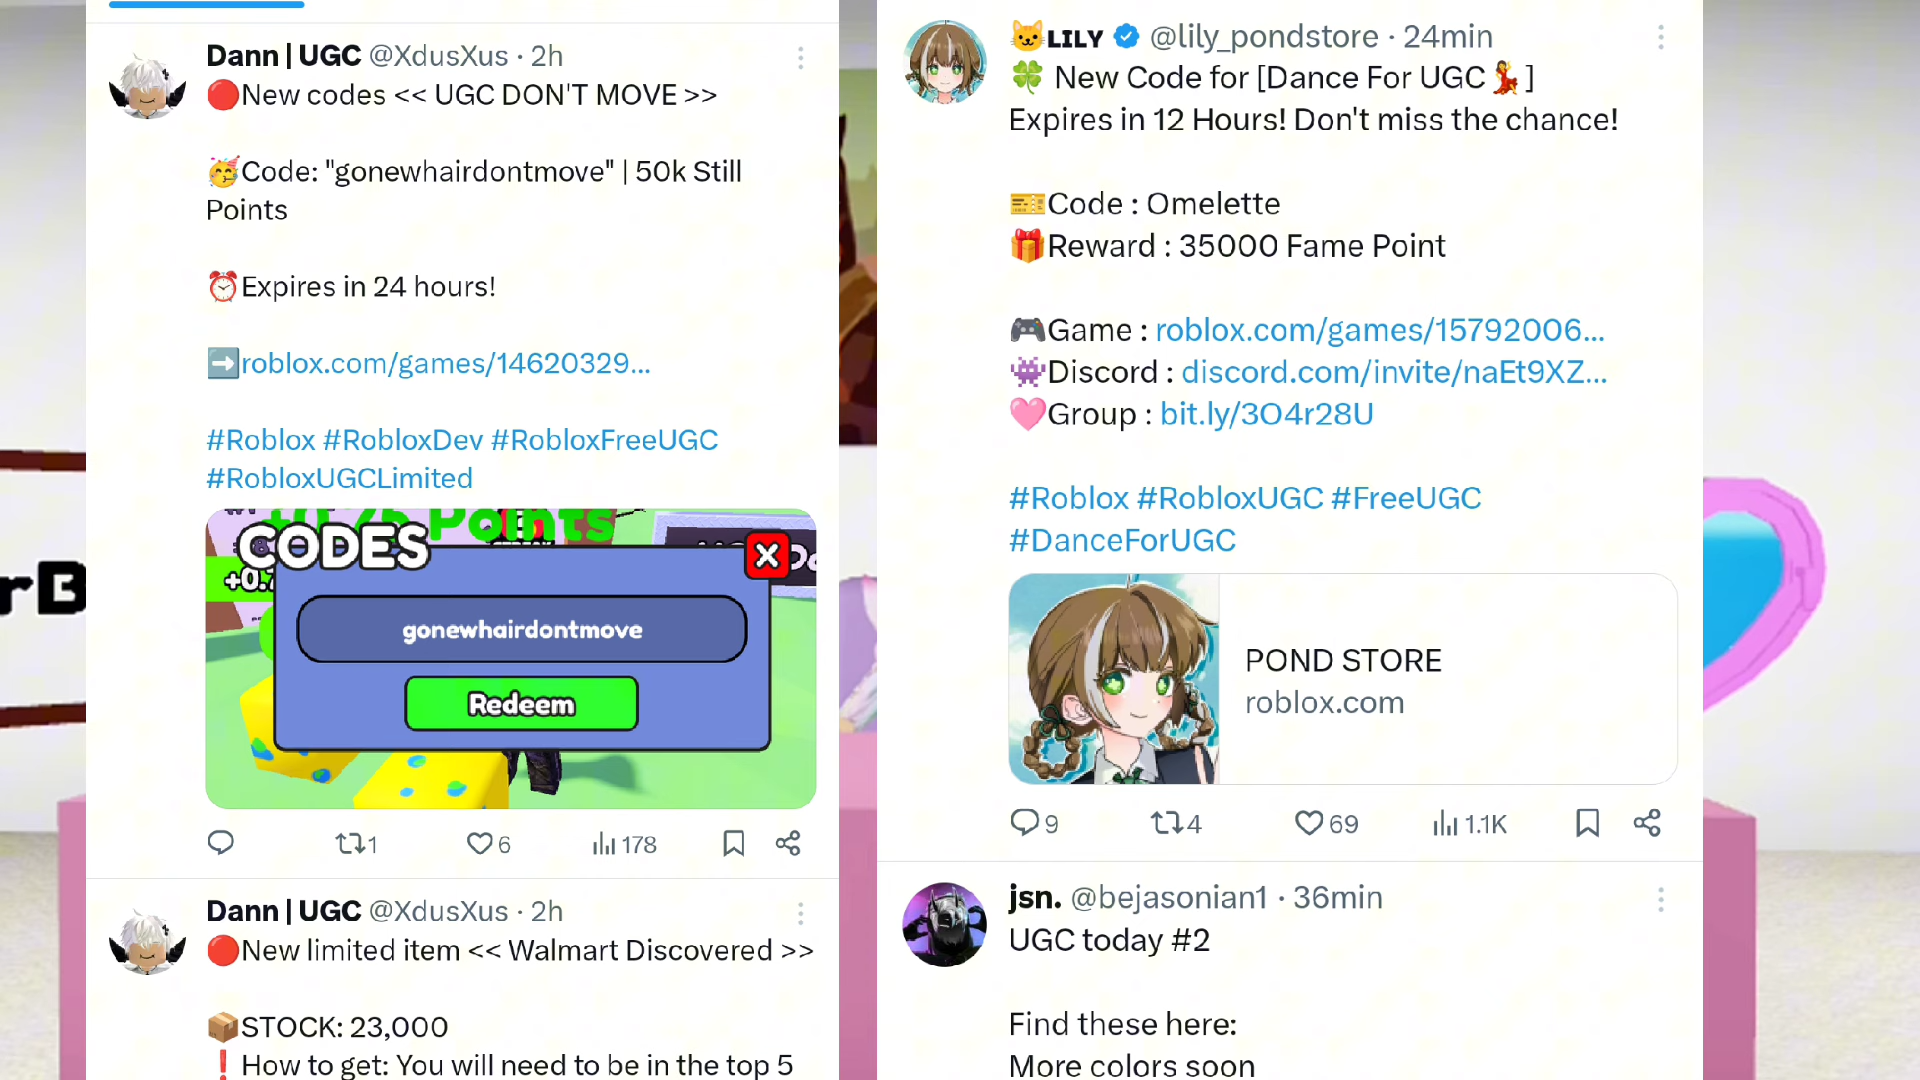 Dann | UGC @XdusXus · 2h
🔴New codes << UGC DON'T MOVE >>
🥳Code: "gonewhairdontmove" | 50k Still
Points
⏰Expires in 24 hours!
➡️roblox.com/games/14620329...
#Roblox #RobloxDev #RobloxFreeUGC
#RobloxUGCLimited
Points
CODES
+0.
gonewhairdontmove
Redeem
1 6 178
Dann | UGC @XdusXus · 2h
🔴New limited item << Walmart Discovered >>
📦STOCK: 23,000
❗How to get: You will need to be in the top 5
🐱LILY @lily_pondstore · 24min
🍀 New Code for [Dance For UGC💃]
Expires in 12 Hours! Don't miss the chance!
🎫Code : Omelette
🎁Reward : 35000 Fame Point
🎮Game : roblox.com/games/15792006...
👾Discord : discord.com/invite/naEt9XZ...
🩷Group : bit.ly/3O4r28U
#Roblox #RobloxUGC #FreeUGC
#DanceForUGC
POND STORE
roblox.com
9 4 69 1.1K
jsn. @bejasonian1 · 36min
UGC today #2
Find these here:
More colors soon
rB